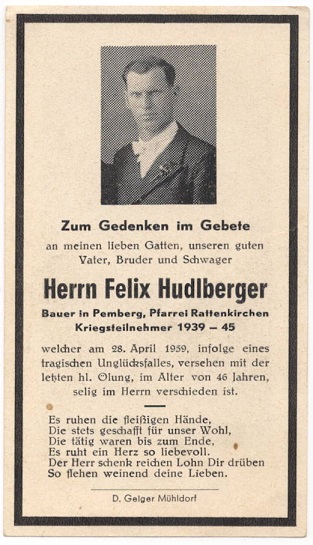 Zum Gedenken im Gebete
an meinen lieben Gatten, unseren guten
Vater, Bruder und Schwager
Herrn Felix Hudlberger
Bauer in Pemberg, Pfarrei Rattenkirchen
Kriegsteilnehmer 1939 – 45
welcher am 28. April 1959, infolge eines
tragischen Unglücksfalles, versehen mit der
letzten hl. Ölung, im Alter von 46 Jahren,
selig im Herrn verschieden ist.
Es ruhen die fleißigen Hände,
Die stets geschafft für unser Wohl,
Die tätig waren bis zum Ende,
Es ruht ein Herz so liebevoll.
Der Herr schenk reichen Lohn Dir drüben
So flehen weinend deine Lieben.
D. Geiger Mühldorf